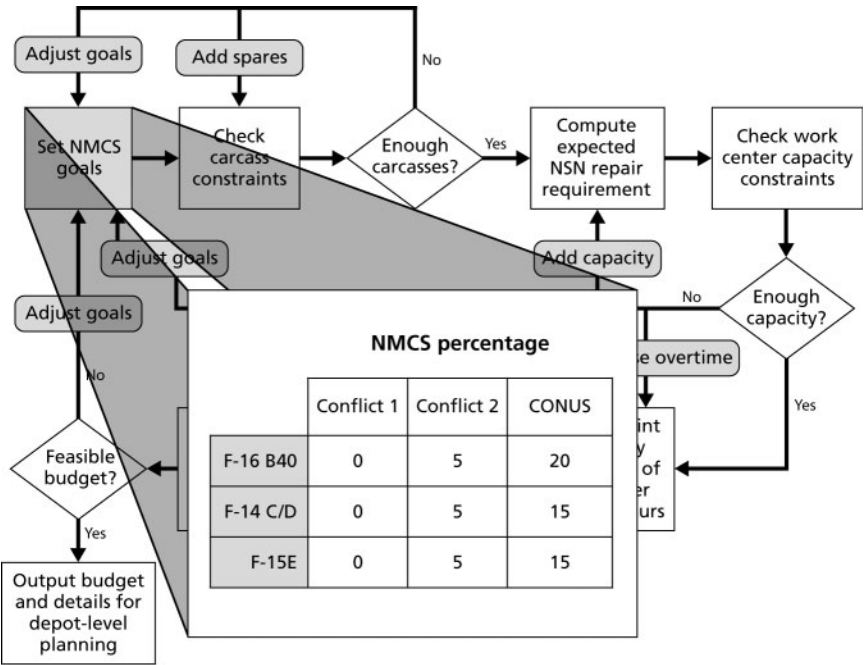 Adjust goals
Add spares
No
Set NMCS
goals
Check
carcass
constraints
Enough
carcasses?
Yes
Compute
expected
NSN repair
requirement
Check work
center capacity
constraints
Adjust goals
Add capacity
Adjust goals
No
Enough
capacity?
overtime
No
Yes
NMCS percentage
Conflict 1 Conflict 2 CONUS
F-16 B40 0 5 20
F-14 C/D 0 5 15
F-15E 0 5 15
of
Feasible
budget?
Yes
Output budget
and details for
depot-level
planning